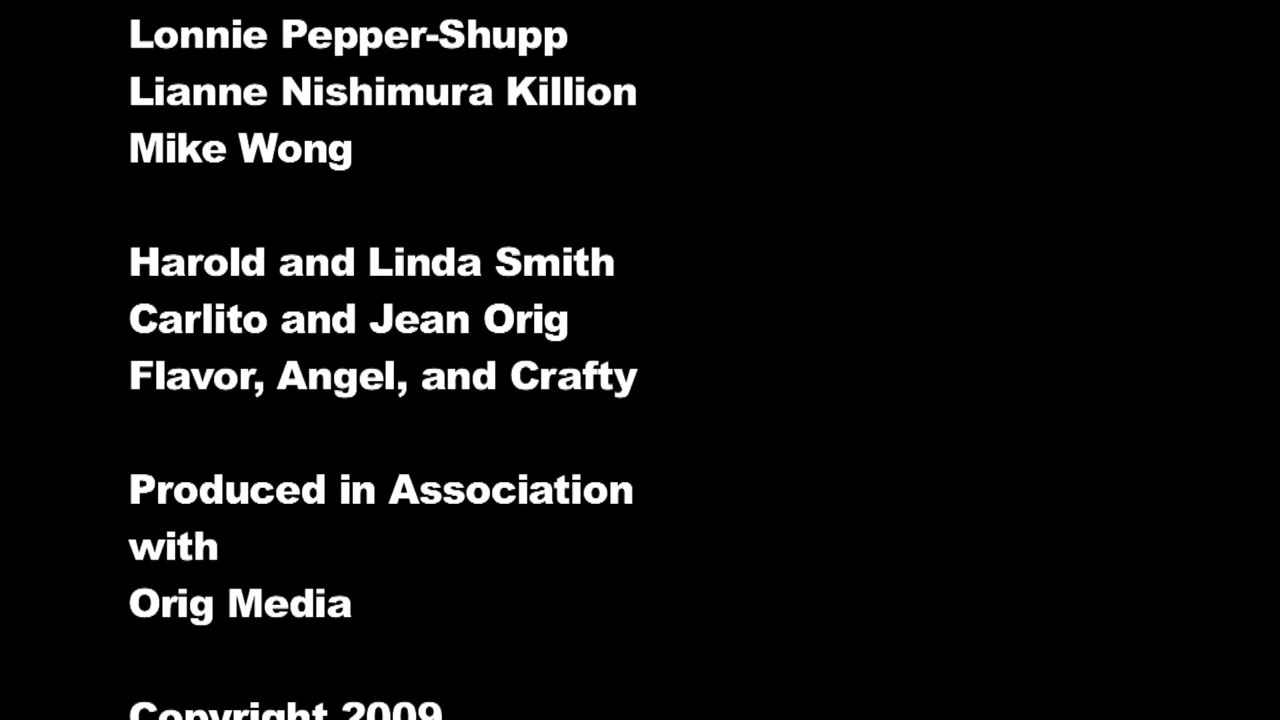 Lonnie Pepper-Shupp
Lianne Nishimura Killion
Mike Wong
Harold and Linda Smith
Carlito and Jean Orig
Flavor, Angel, and Crafty
Produced in Association
with
Orig Media
Copyright 2009